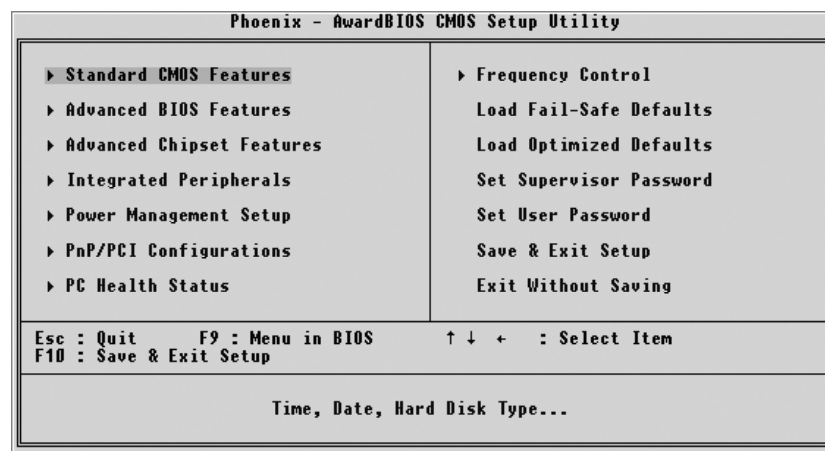 Phoenix - AwardBIOS CMOS Setup Utility
▸ Standard CMOS Features
▸ Advanced BIOS Features
▸ Advanced Chipset Features
▸ Integrated Peripherals
▸ Power Management Setup
▸ PnP/PCI Configurations
▸ PC Health Status
▸ Frequency Control
Load Fail-Safe Defaults
Load Optimized Defaults
Set Supervisor Password
Set User Password
Save & Exit Setup
Exit Without Saving
Esc : Quit F9 : Menu in BIOS ↑ ↓ ← : Select Item
F10 : Save & Exit Setup
Time, Date, Hard Disk Type...